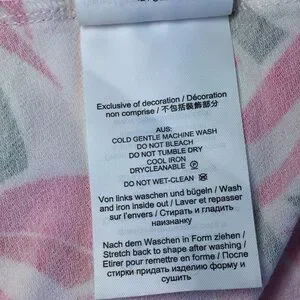 Exclusive of decoration / Décoration
non comprise / 不包括裝飾部分
AUS:
COLD GENTLE MACHINE WASH
DO NOT BLEACH
DO NOT TUMBLE DRY
COOL IRON
DRYCLEANABLE Ⓟ
DO NOT WET-CLEAN
Von links waschen und bügeln / Wash
and iron inside out / Laver et repasser
sur l'envers / Стирать и гладить
наизнанку
Nach dem Waschen in Form ziehen /
Stretch back to shape after washing /
Etirer pour remettre en forme / После
стирки придать изделию форму и
сушить